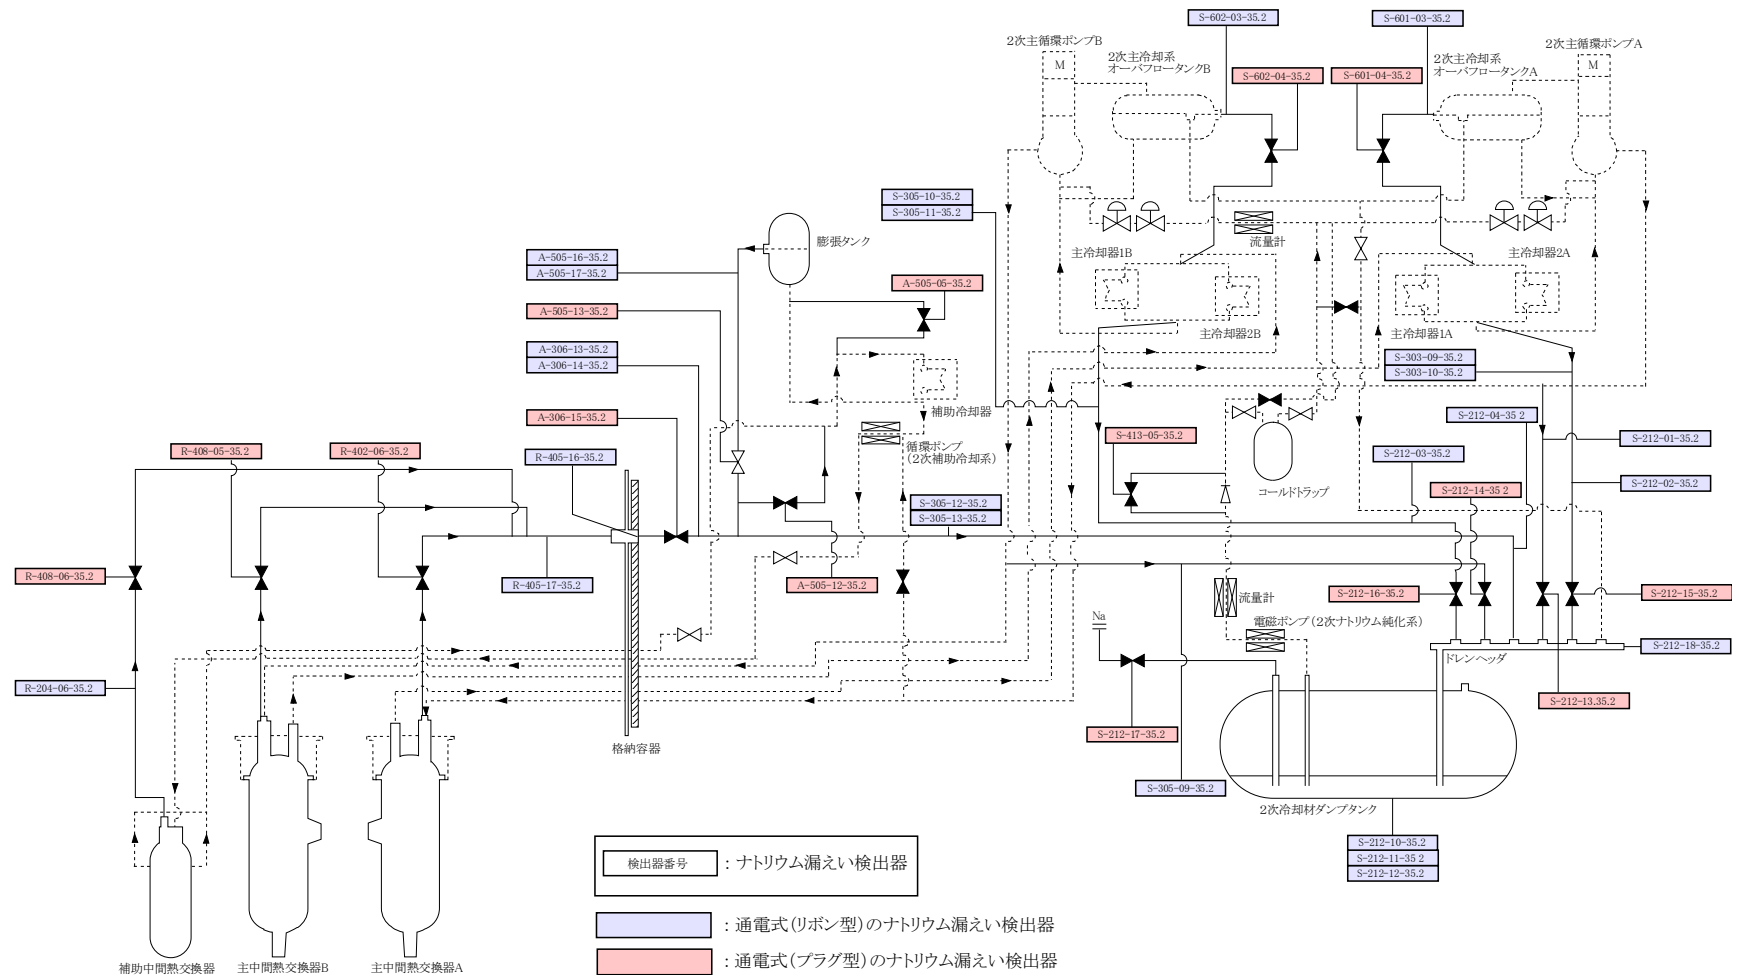 S-602-03-35.2
S-601-03-35.2
2次主循環ポンプB
2次主冷却系
オーバフロータンクB
2次主冷却系
オーバフロータンクA
2次主循環ポンプA
M
M
S-602-04-35.2
S-601-04-35.2
S-305-10-35.2
S-305-11-35.2
膨張タンク
流量計
A-505-16-35.2
A-505-17-35.2
主冷却器1B
主冷却器2A
A-505-05-35.2
A-505-13-35.2
主冷却器2B
主冷却器1A
A-306-13-35.2
A-306-14-35.2
S-303-09-35.2
S-303-10-35.2
補助冷却器
A-306-15-35.2
S-212-04-35 2
R-408-05-35.2
R-402-06-35.2
R-405-16-35.2
循環ポンプ
(2次補助冷却系)
S-413-05-35.2
S-212-01-35.2
S-212-03-35.2
コールドトラップ
S-212-14-35 2
S-212-02-35.2
S-305-12-35.2
S-305-13-35.2
R-408-06-35.2
R-405-17-35.2
A-505-12-35.2
流量計
S-212-16-35.2
S-212-15-35.2
Na
電磁ポンプ(2次ナトリウム純化系)
S-212-18-35.2
ドレンヘッダ
R-204-06-35.2
S-212-13.35.2
S-212-17-35.2
格納容器
S-305-09-35.2
2次冷却材ダンプタンク
S-212-10-35.2
S-212-11-35 2
S-212-12-35.2
検出器番号
：ナトリウム漏えい検出器
：通電式(リボン型)のナトリウム漏えい検出器
：通電式(プラグ型)のナトリウム漏えい検出器
補助中間熱交換器
主中間熱交換器B
主中間熱交換器A